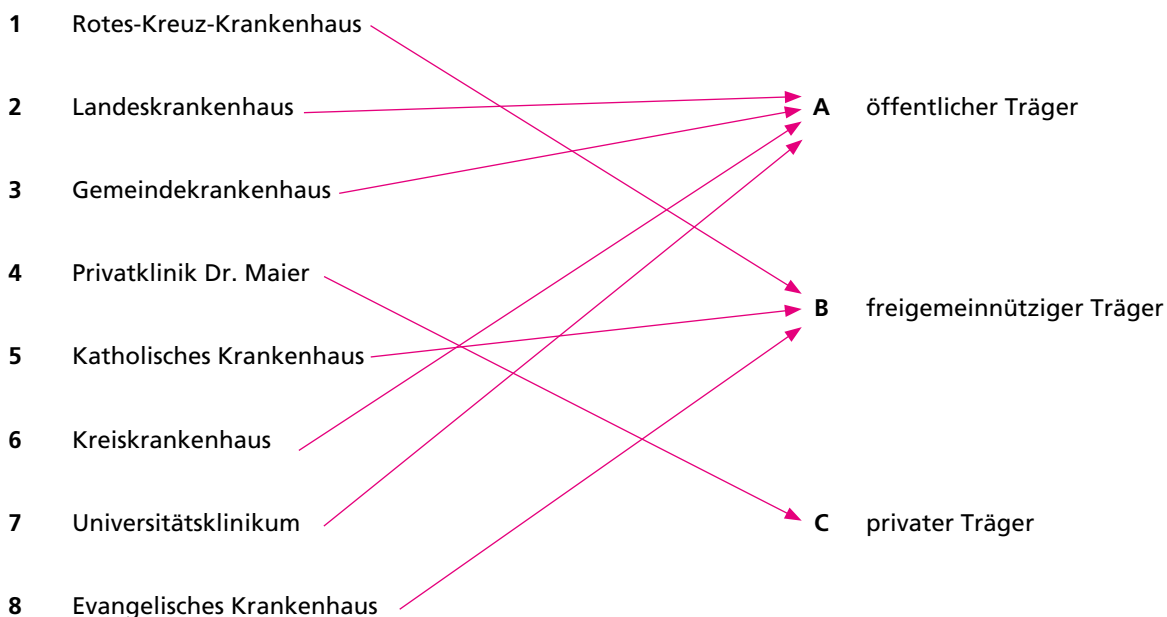 1 Rotes-Kreuz-Krankenhaus
2 Landeskrankenhaus
3 Gemeindekrankenhaus
4 Privatklinik Dr. Maier
5 Katholisches Krankenhaus
6 Kreiskrankenhaus
7 Universitätsklinikum
8 Evangelisches Krankenhaus
A öffentlicher Träger
B freigemeinnütziger Träger
C privater Träger